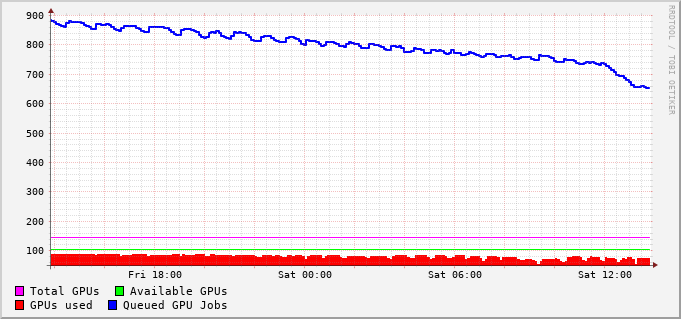 900
800
700
600
500
400
300
200
100
Fri 18:00 Sat 00:00 Sat 06:00 Sat 12:00
Total GPUs Available GPUs
GPUs used Queued GPU Jobs
RRDTOOL / TOBI OETIKER